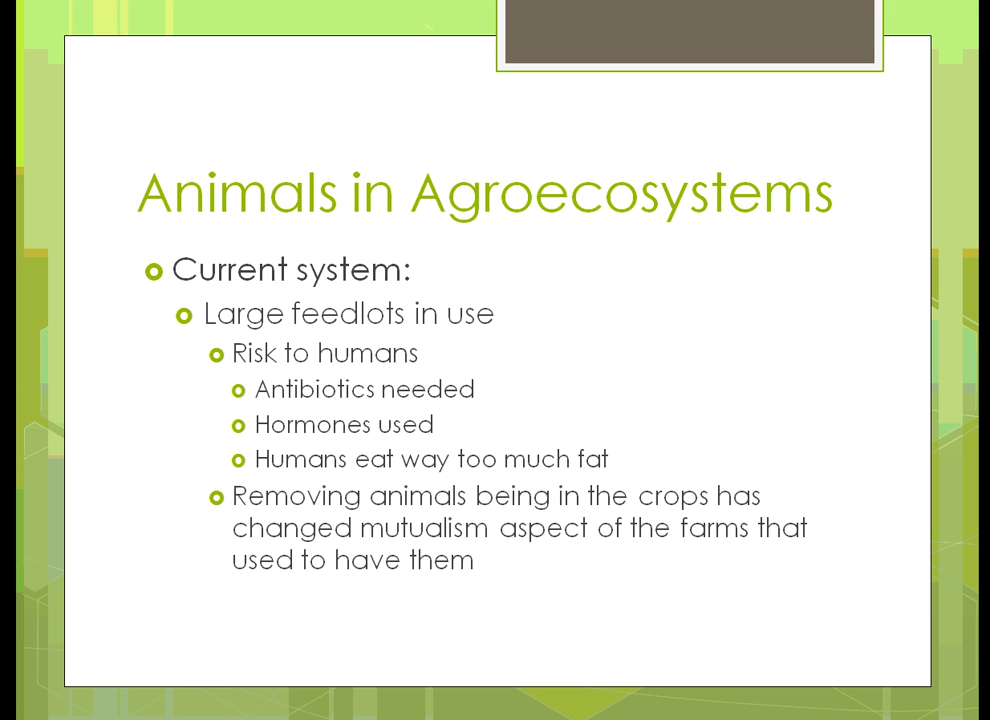 Animals in Agroecosystems
Current system:
Large feedlots in use
Risk to humans
Antibiotics needed
Hormones used
Humans eat way too much fat
Removing animals being in the crops has
changed mutualism aspect of the farms that
used to have them